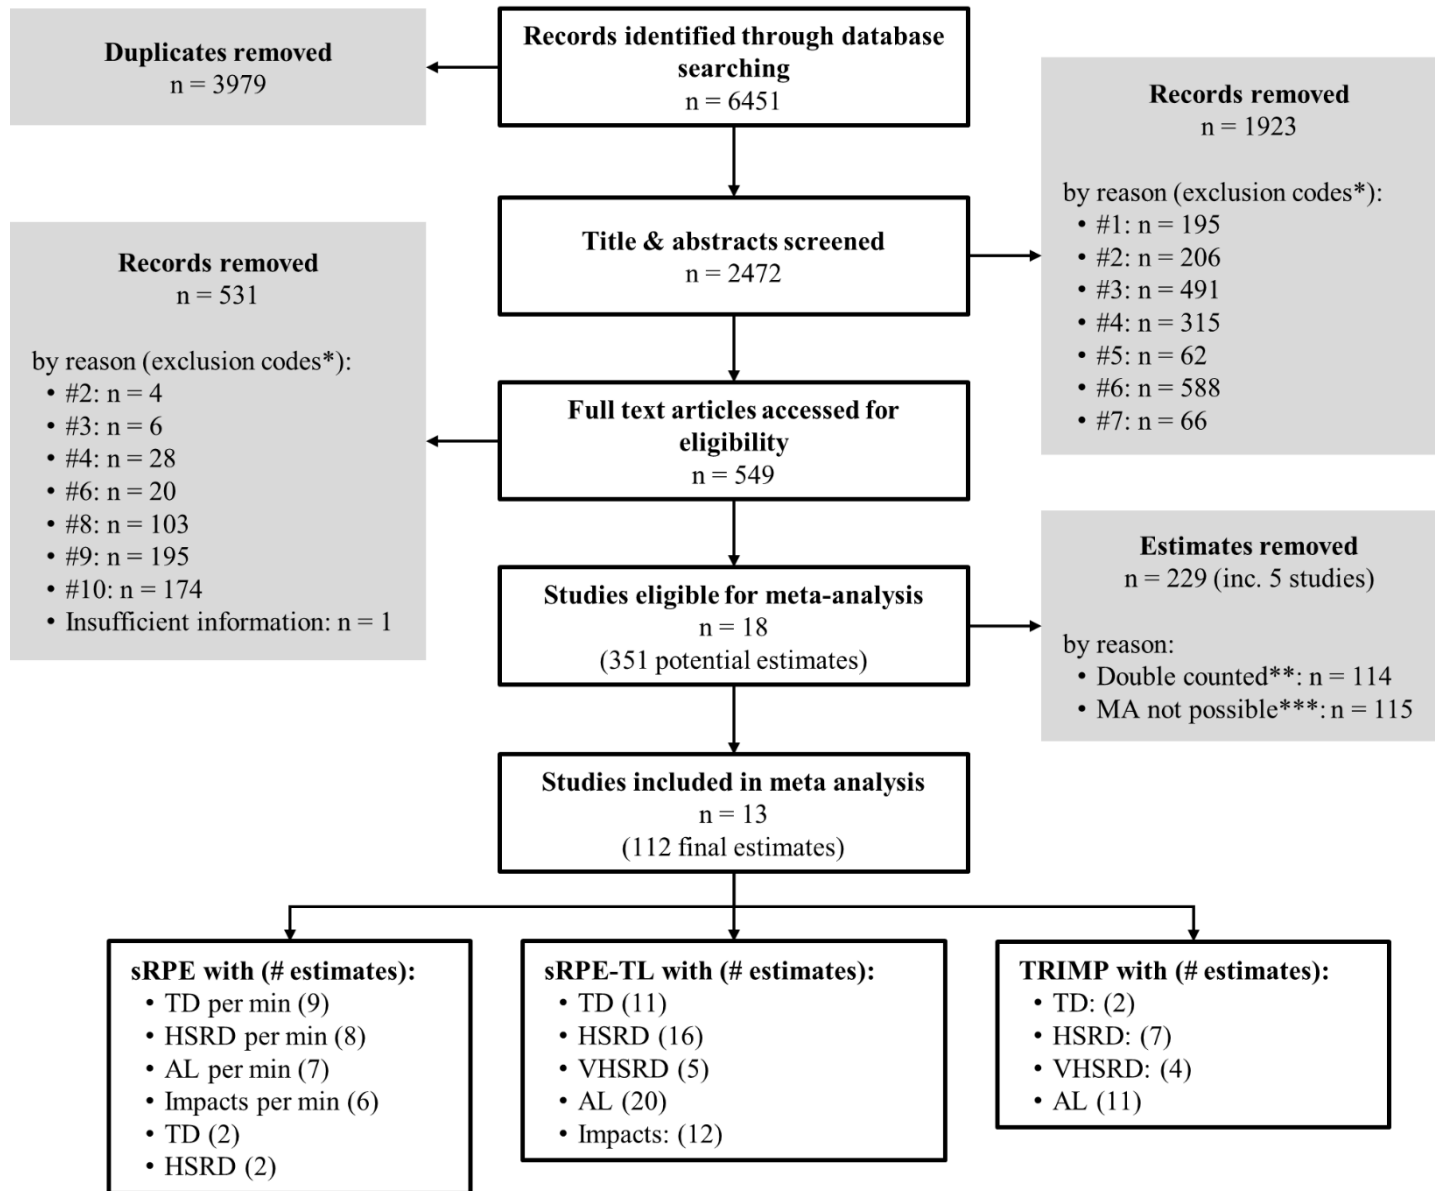 Records identified through database
searching
n = 6451
Duplicates removed
n = 3979
Records removed
n = 1923
by reason (exclusion codes*):
• #1: n = 195
• #2: n = 206
• #3: n = 491
• #4: n = 315
• #5: n = 62
• #6: n = 588
• #7: n = 66
Title & abstracts screened
n = 2472
Records removed
n = 531
by reason (exclusion codes*):
• #2: n = 4
• #3: n = 6
• #4: n = 28
• #6: n = 20
• #8: n = 103
• #9: n = 195
• #10: n = 174
• Insufficient information: n = 1
Full text articles accessed for
eligibility
n = 549
Estimates removed
n = 229 (inc. 5 studies)
by reason:
• Double counted**: n = 114
• MA not possible***: n = 115
Studies eligible for meta-analysis
n = 18
(351 potential estimates)
Studies included in meta analysis
n = 13
(112 final estimates)
sRPE with (# estimates):
• TD per min (9)
• HSRD per min (8)
• AL per min (7)
• Impacts per min (6)
• TD (2)
• HSRD (2)
sRPE-TL with (# estimates):
• TD (11)
• HSRD (16)
• VHSRD (5)
• AL (20)
• Impacts: (12)
TRIMP with (# estimates):
• TD: (2)
• HSRD: (7)
• VHSRD: (4)
• AL (11)